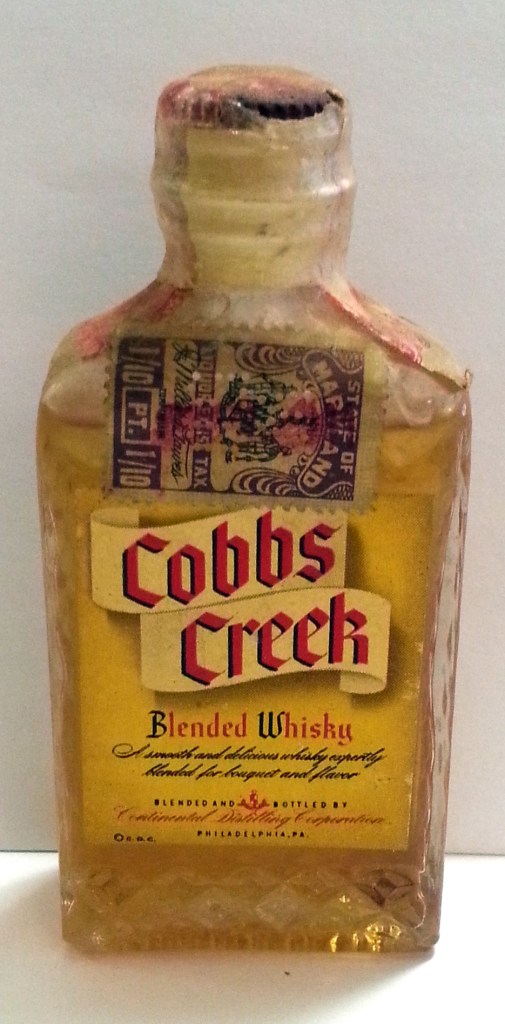 STATE OF
MARYLAND
TAX
1/10 PT. 1/10
Cobbs
Creek
Blended Whisky
A smooth and delicious whisky expertly
blended for bouquet and flavor
BLENDED AND BOTTLED BY
Continental Distilling Corporation
PHILADELPHIA, PA.
© C. D. C.